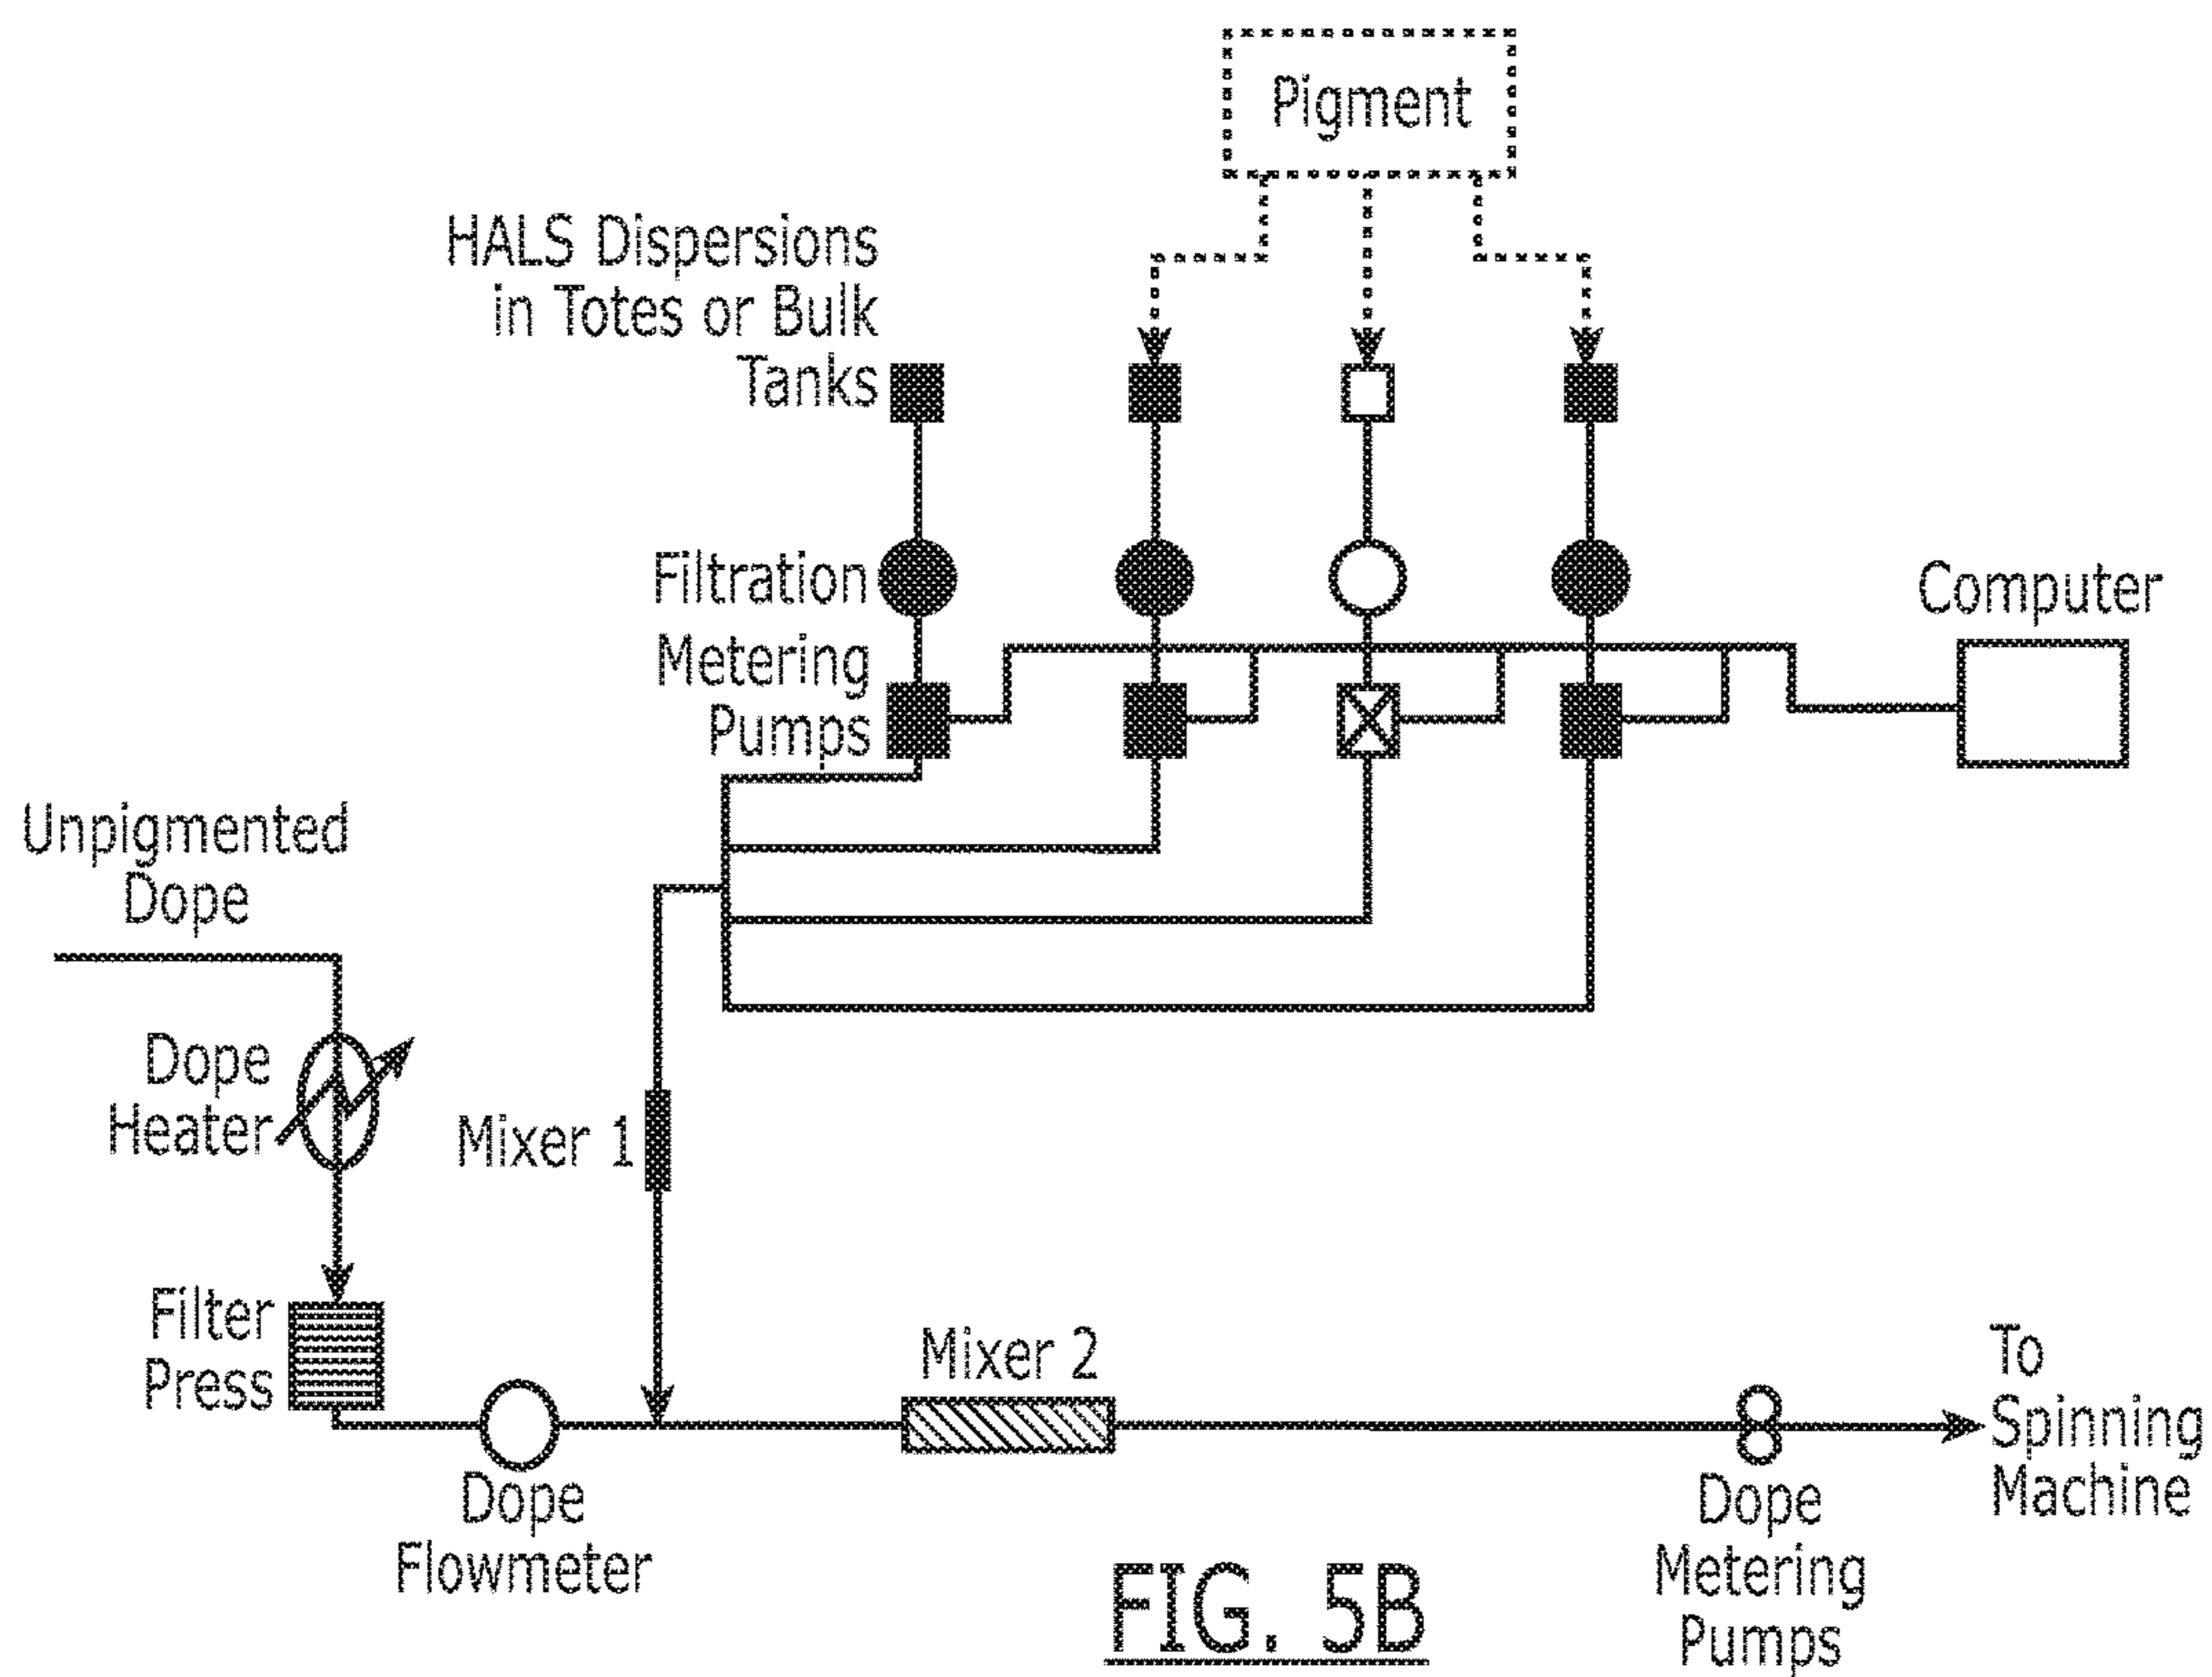 Pigment
HALS Dispersions
in Totes or Bulk
Tanks
Filtration
Metering
Pumps
Computer
Unpigmented
Dope
Dope
Heater
Mixer 1
Filter
Press
Mixer 2
To
Spinning
Machine
Dope
Flowmeter
Dope
Metering
Pumps
FIG. 5B